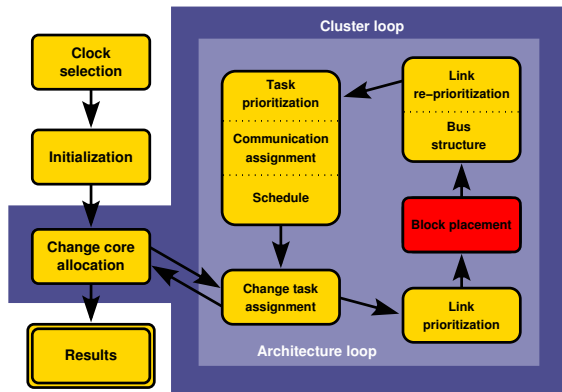 Cluster loop
Clock
selection
Initialization
Change core
allocation
Results
Task
prioritization
Communication
assignment
Schedule
Change task
assignment
Link
re-prioritization
Bus
structure
Block placement
Link
prioritization
Architecture loop